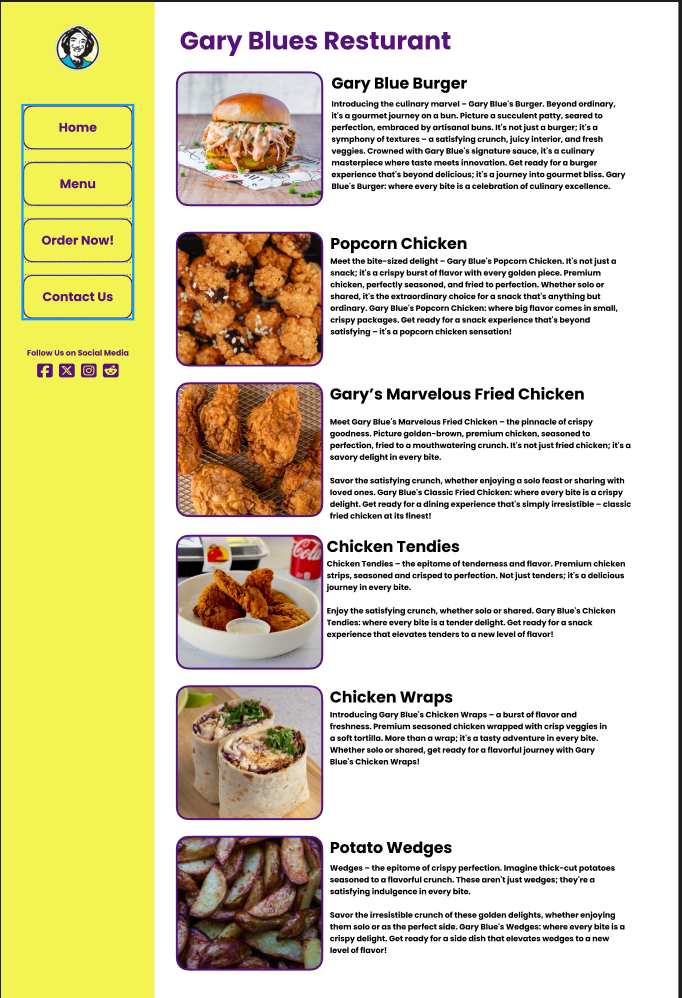 Gary Blues Resturant
Home
Menu
Order Now!
Contact Us
Follow Us on Social Media
Gary Blue Burger
Introducing the culinary marvel – Gary Blue's Burger. Beyond ordinary,
it's a gourmet journey on a bun. Picture a succulent patty, seared to
perfection, embraced by artisanal buns. It's not just a burger; it's a
symphony of textures – a satisfying crunch, juicy interior, and fresh
veggies. Crowned with Gary Blue's signature sauce, it's a culinary
masterpiece where taste meets innovation. Get ready for a burger
experience that's beyond delicious; it's a journey into gourmet bliss. Gary
Blue's Burger: where every bite is a celebration of culinary excellence.
Popcorn Chicken
Meet the bite-sized delight – Gary Blue's Popcorn Chicken. It's not just a
snack; it's a crispy burst of flavor with every golden piece. Premium
chicken, perfectly seasoned, and fried to perfection. Whether solo or
shared, it's the extraordinary choice for a snack that's anything but
ordinary. Gary Blue's Popcorn Chicken: where big flavor comes in small,
crispy packages. Get ready for a snack experience that's beyond
satisfying – it's a popcorn chicken sensation!
Gary’s Marvelous Fried Chicken
Meet Gary Blue's Marvelous Fried Chicken – the pinnacle of crispy
goodness. Picture golden-brown, premium chicken, seasoned to
perfection, fried to a mouthwatering crunch. It's not just fried chicken; it's a
savory delight in every bite.
Savor the satisfying crunch, whether enjoying a solo feast or sharing with
loved ones. Gary Blue's Classic Fried Chicken: where every bite is a crispy
delight. Get ready for a dining experience that's simply irresistible – classic
fried chicken at its finest!
Chicken Tendies
Chicken Tendies – the epitome of tenderness and flavor. Premium chicken
strips, seasoned and crisped to perfection. Not just tenders; it's a delicious
journey in every bite.
Enjoy the satisfying crunch, whether solo or shared. Gary Blue's Chicken
Tendies: where every bite is a tender delight. Get ready for a snack
experience that elevates tenders to a new level of flavor!
Chicken Wraps
Introducing Gary Blue's Chicken Wraps – a burst of flavor and
freshness. Premium seasoned chicken wrapped with crisp veggies in
a soft tortilla. More than a wrap; it's a tasty adventure in every bite.
Whether solo or shared, get ready for a flavorful journey with Gary
Blue's Chicken Wraps!
Potato Wedges
Wedges – the epitome of crispy perfection. Imagine thick-cut potatoes
seasoned to a flavorful crunch. These aren't just wedges; they're a
satisfying indulgence in every bite.
Savor the irresistible crunch of these golden delights, whether enjoying
them solo or as the perfect side. Gary Blue's Wedges: where every bite is a
crispy delight. Get ready for a side dish that elevates wedges to a new
level of flavor!